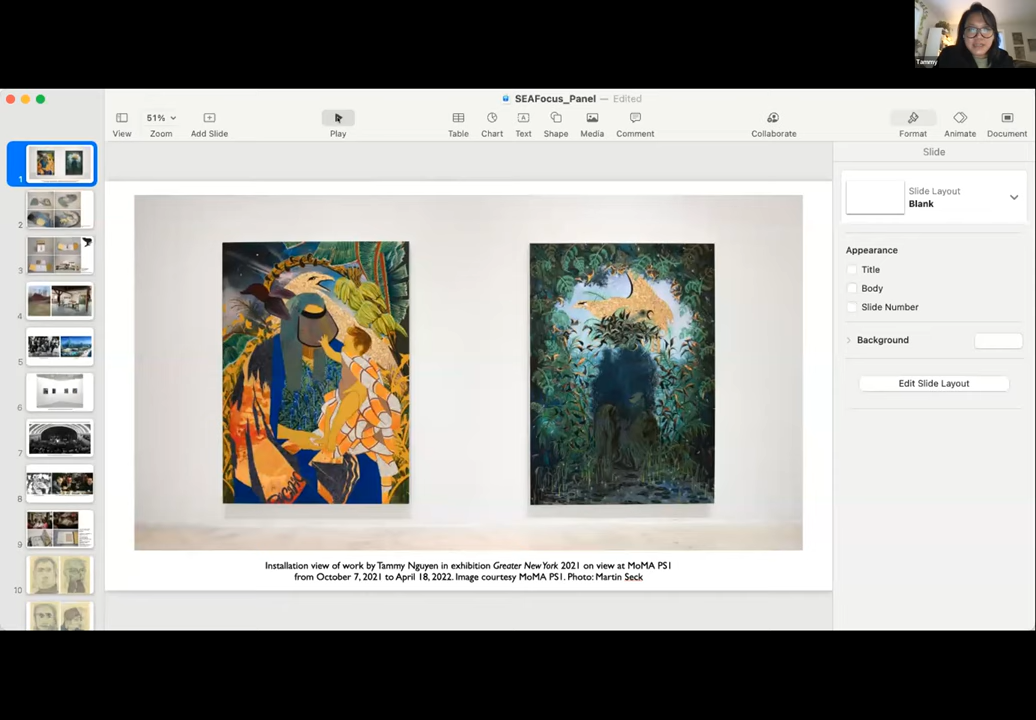 Tammy
SEAFocus_Panel — Edited
51%
View
Zoom
Add Slide
Play
Table
Chart
Text
Shape
Media
Comment
Collaborate
Format
Animate
Document
1
2
3
4
5
6
7
8
9
10
Installation view of work by Tammy Nguyen in exhibition Greater New York 2021 on view at MoMA PS1
from October 7, 2021 to April 18, 2022. Image courtesy MoMA PS1. Photo: Martin Seck
Slide
Slide Layout
Blank
Appearance
Title
Body
Slide Number
Background
Edit Slide Layout